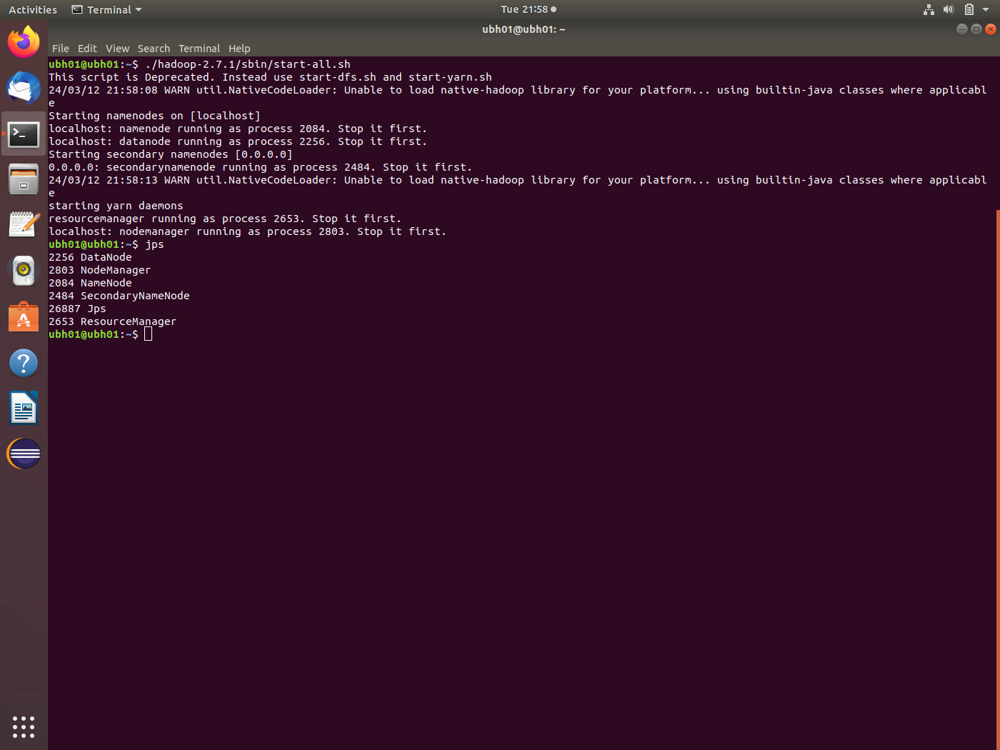 Activities Terminal Tue 21:58
ubh01@ubh01: ~
File Edit View Search Terminal Help
ubh01@ubh01:~$ ./hadoop-2.7.1/sbin/start-all.sh
This script is Deprecated. Instead use start-dfs.sh and start-yarn.sh
24/03/12 21:58:08 WARN util.NativeCodeLoader: Unable to load native-hadoop library for your platform... using builtin-java classes where applicabl
e
Starting namenodes on [localhost]
localhost: namenode running as process 2084. Stop it first.
localhost: datanode running as process 2256. Stop it first.
Starting secondary namenodes [0.0.0.0]
0.0.0.0: secondarynamenode running as process 2484. Stop it first.
24/03/12 21:58:13 WARN util.NativeCodeLoader: Unable to load native-hadoop library for your platform... using builtin-java classes where applicabl
e
starting yarn daemons
resourcemanager running as process 2653. Stop it first.
localhost: nodemanager running as process 2803. Stop it first.
ubh01@ubh01:~$ jps
2256 DataNode
2803 NodeManager
2084 NameNode
2484 SecondaryNameNode
26887 Jps
2653 ResourceManager
ubh01@ubh01:~$